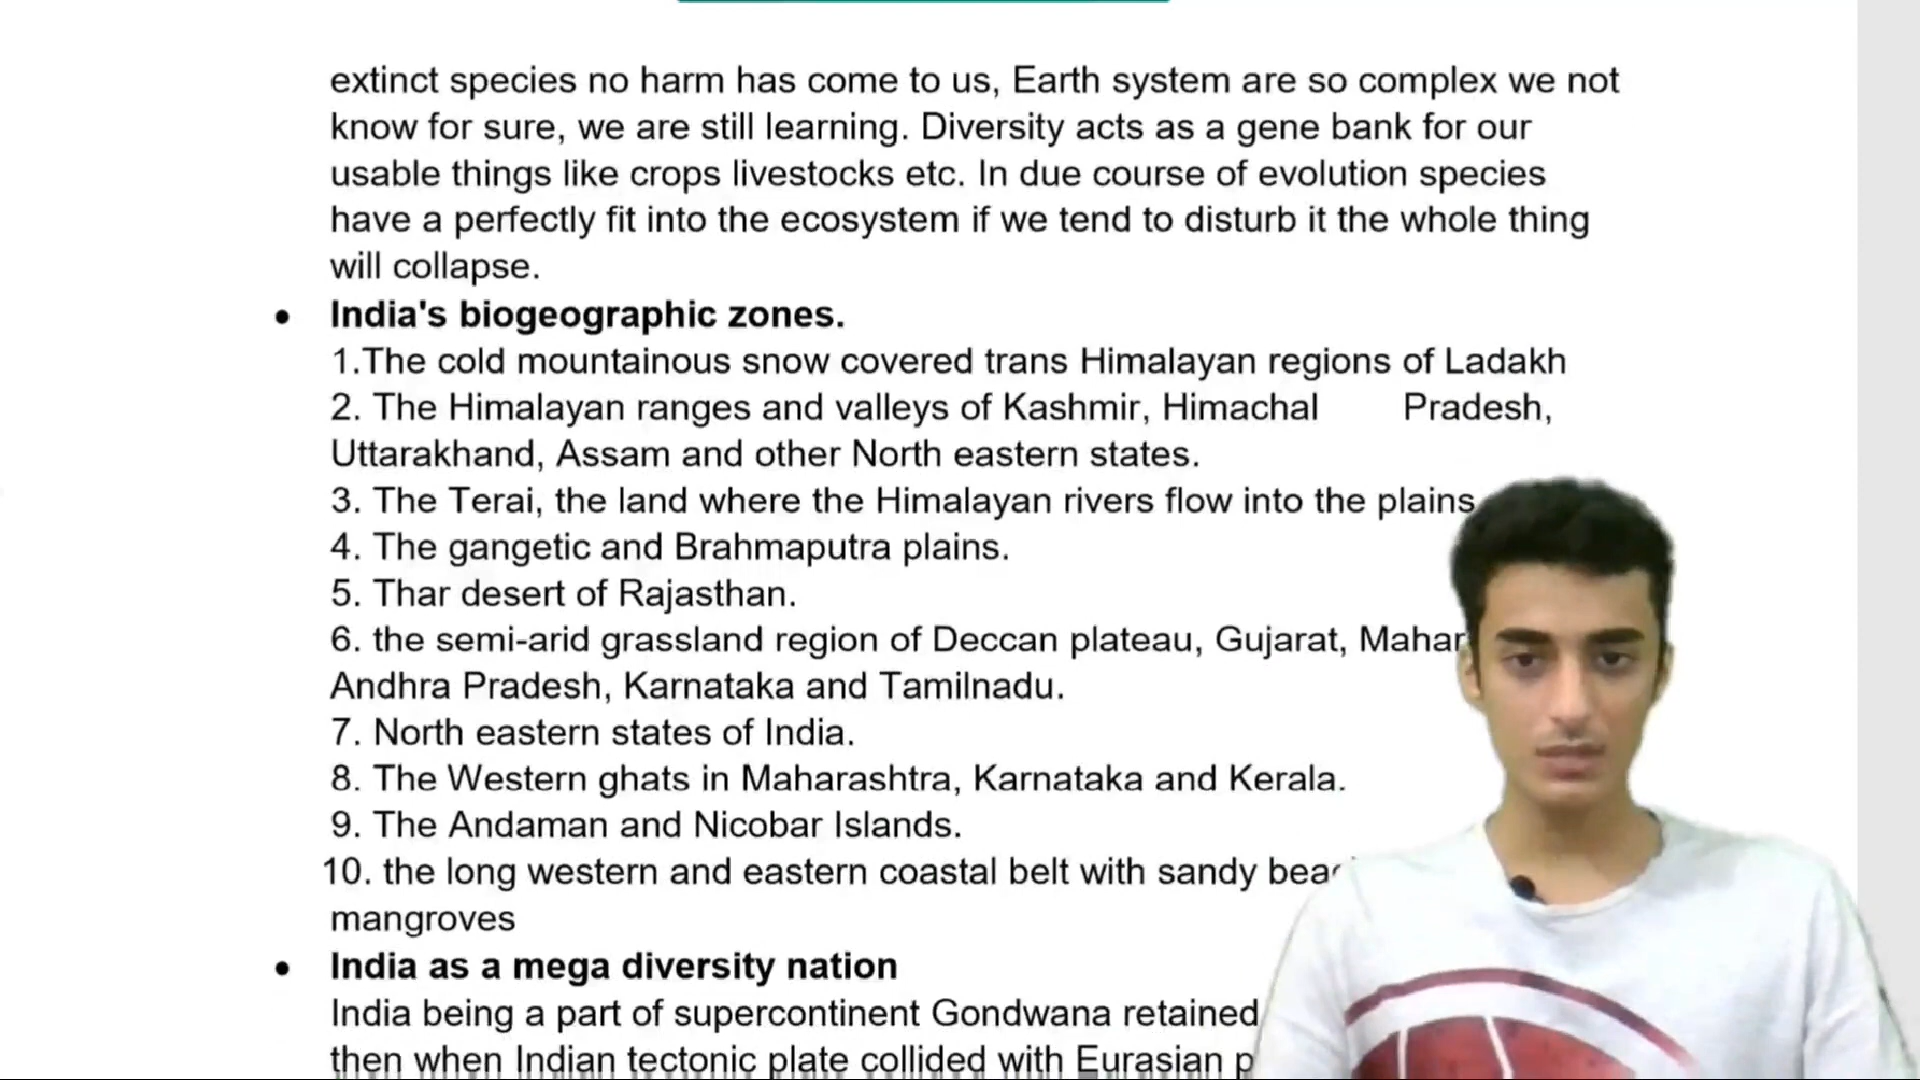 extinct species no harm has come to us, Earth system are so complex we not
know for sure, we are still learning. Diversity acts as a gene bank for our
usable things like crops livestocks etc. In due course of evolution species
have a perfectly fit into the ecosystem if we tend to disturb it the whole thing
will collapse.
• India's biogeographic zones.
1.The cold mountainous snow covered trans Himalayan regions of Ladakh
2. The Himalayan ranges and valleys of Kashmir, Himachal Pradesh,
Uttarakhand, Assam and other North eastern states.
3. The Terai, the land where the Himalayan rivers flow into the plains
4. The gangetic and Brahmaputra plains.
5. Thar desert of Rajasthan.
6. the semi-arid grassland region of Deccan plateau, Gujarat,
Andhra Pradesh, Karnataka and Tamilnadu.
7. North eastern states of India.
8. The Western ghats in Maharashtra, Karnataka and Kerala.
9. The Andaman and Nicobar Islands.
10. the long western and eastern coastal belt with sandy
mangroves
• India as a mega diversity nation
India being a part of supercontinent Gondwana retained
then when Indian tectonic plate collided with Eurasian